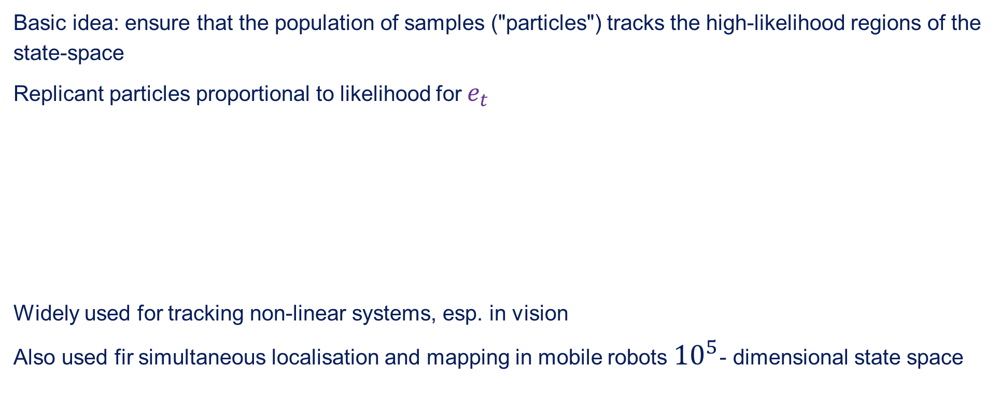 Basic idea: ensure that the population of samples ("particles") tracks the high-likelihood regions of the
state-space
Replicant particles proportional to likelihood for e_t
Widely used for tracking non-linear systems, esp. in vision
Also used fir simultaneous localisation and mapping in mobile robots 10^5- dimensional state space